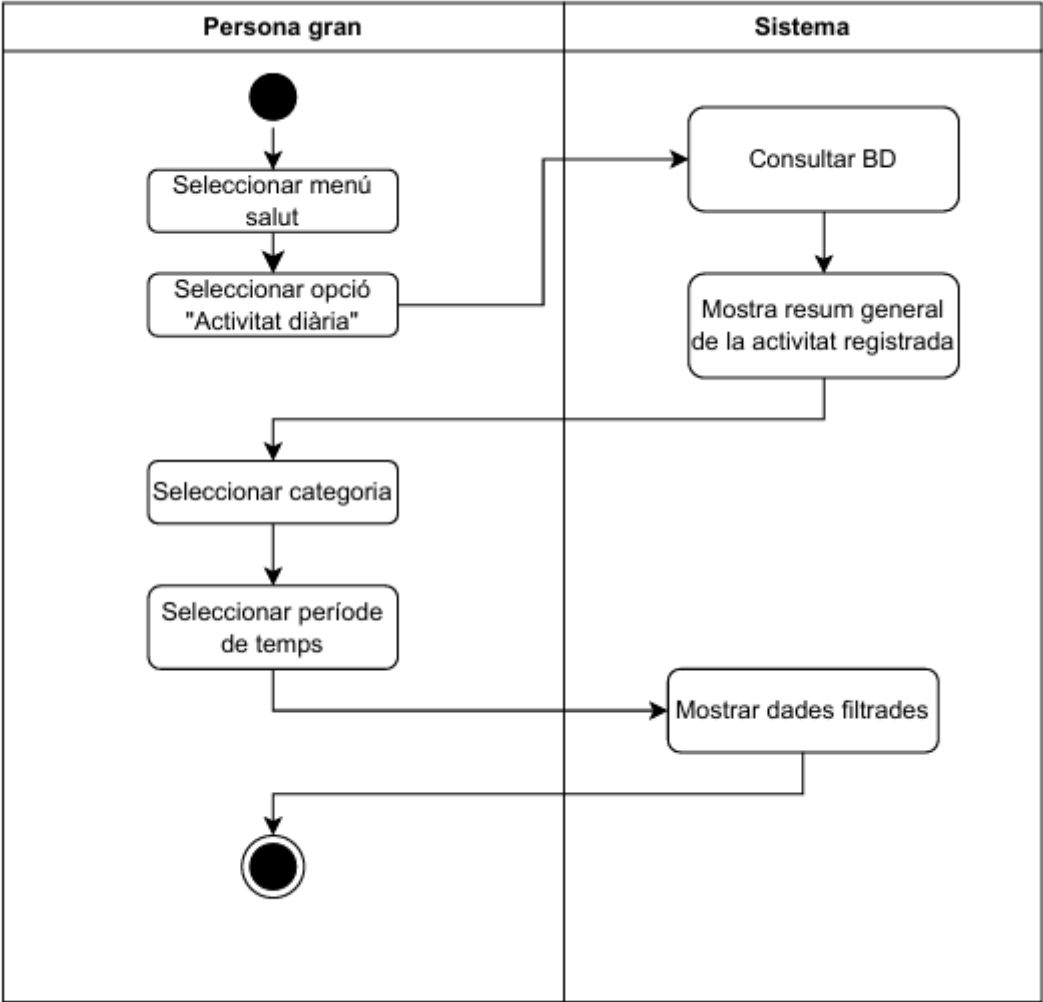 Persona gran
Sistema
Seleccionar menú
salut
Seleccionar opció
"Activitat diària"
Consultar BD
Mostra resum general
de la activitat registrada
Seleccionar categoria
Seleccionar període
de temps
Mostrar dades filtrades